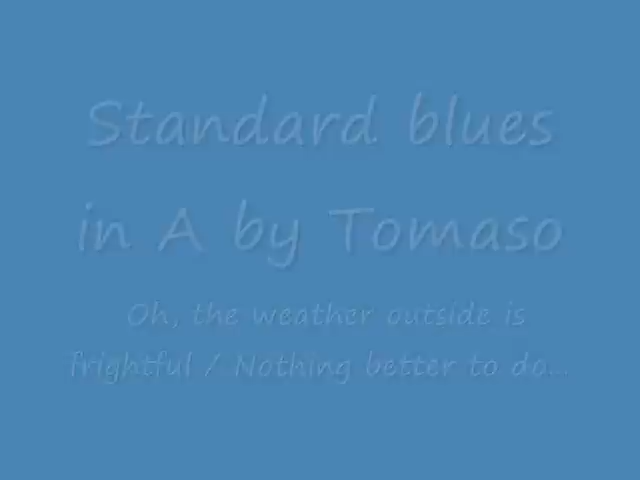 Standard blues
in A by Tomaso
Oh, the weather outside is
frightful / Nothing better to do...